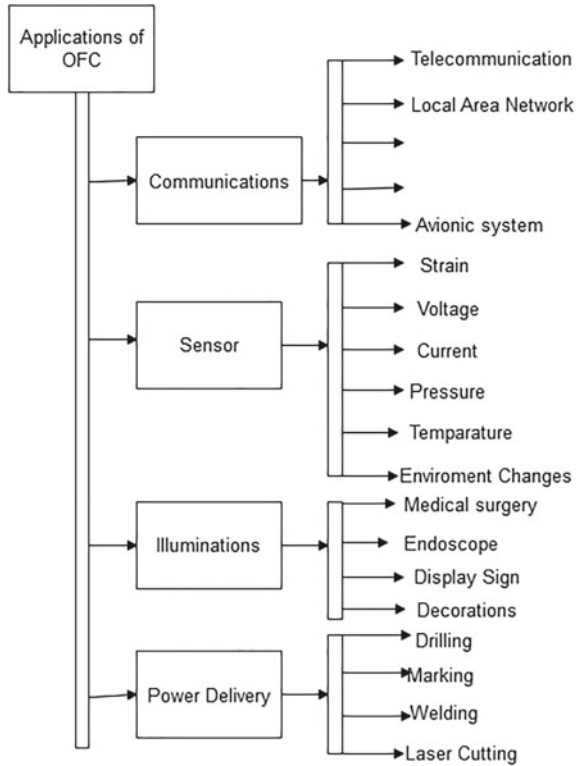 Applications of
OFC
Telecommunication
Local Area Network
Communications
Avionic system
Strain
Voltage
Sensor
Current
Pressure
Temparature
Enviroment Changes
Medical surgery
Illuminations
Endoscope
Display Sign
Decorations
Drilling
Marking
Power Delivery
Welding
Laser Cutting